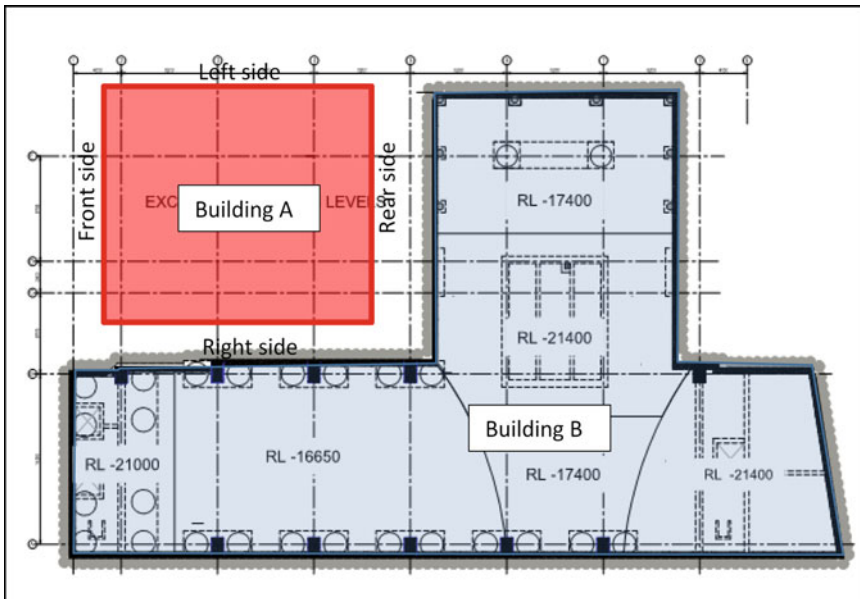 Left side
Front side
EXC
Building A
LEVELS
Rear side
RL -17400
Right side
RL -21400
Building B
RL -21000
RL -16650
RL -17400
RL -21400